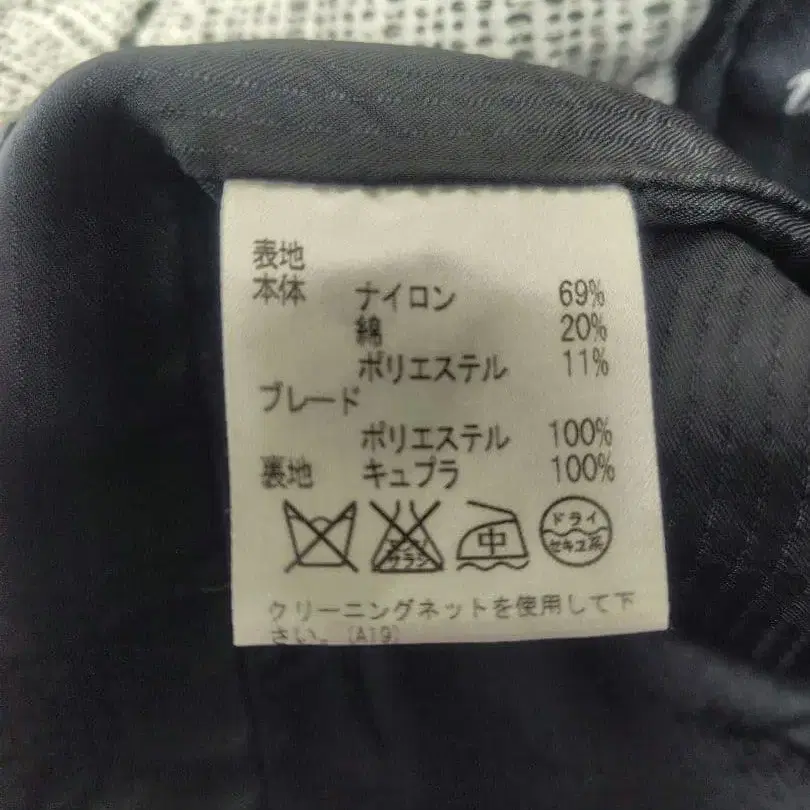 表地
本体 ナイロン 69%
綿 20%
ポリエステル 11%
ブレード
ポリエステル 100%
裏地 キュプラ 100%
中 ドライ
セキユ系
クリーニングネットを使用して下
さい。(A19)